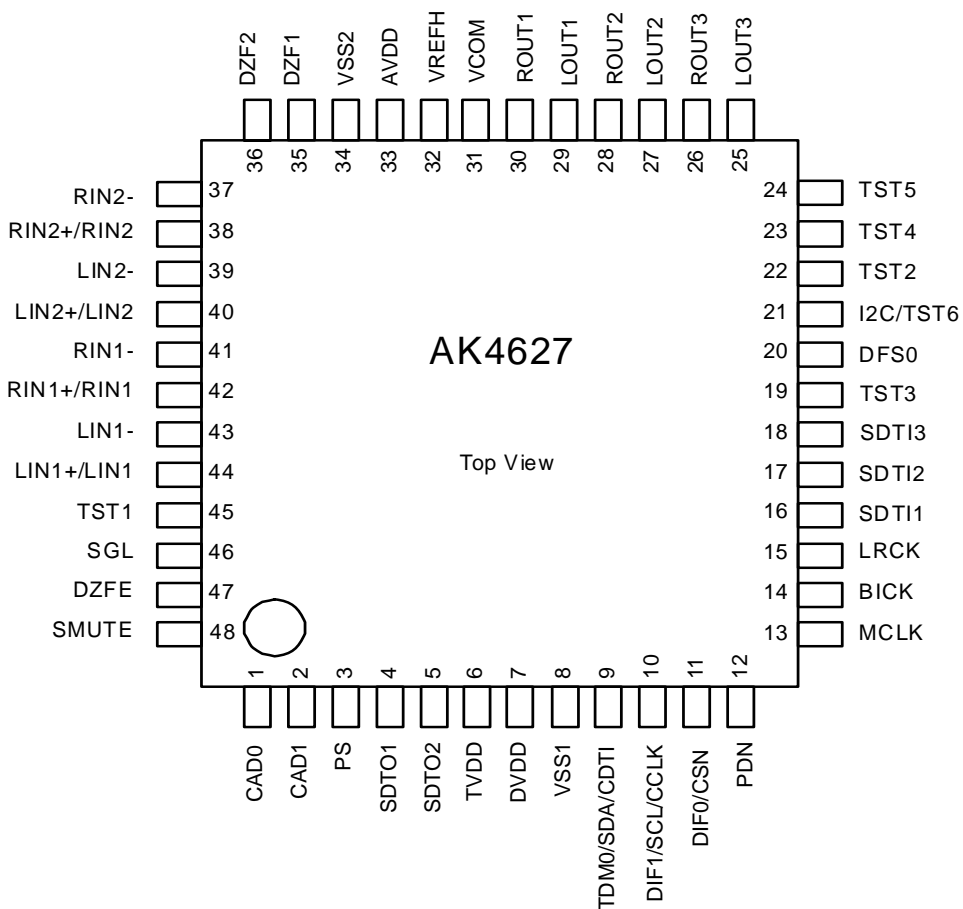 DZF2
DZF1
VSS2
AVDD
VREFH
VCOM
ROUT1
LOUT1
ROUT2
LOUT2
ROUT3
LOUT3
36
35
34
33
32
31
30
29
28
27
26
25
RIN2- 37
RIN2+/RIN2 38
LIN2- 39
LIN2+/LIN2 40
RIN1- 41
RIN1+/RIN1 42
LIN1- 43
LIN1+/LIN1 44
TST1 45
SGL 46
DZFE 47
SMUTE 48
AK4627
Top View
24 TST5
23 TST4
22 TST2
21 I2C/TST6
20 DFS0
19 TST3
18 SDTI3
17 SDTI2
16 SDTI1
15 LRCK
14 BICK
13 MCLK
1
2
3
4
5
6
7
8
9
10
11
12
CAD0
CAD1
PS
SDTO1
SDTO2
TVDD
DVDD
VSS1
TDM0/SDA/CDTI
DIF1/SCL/CCLK
DIF0/CSN
PDN